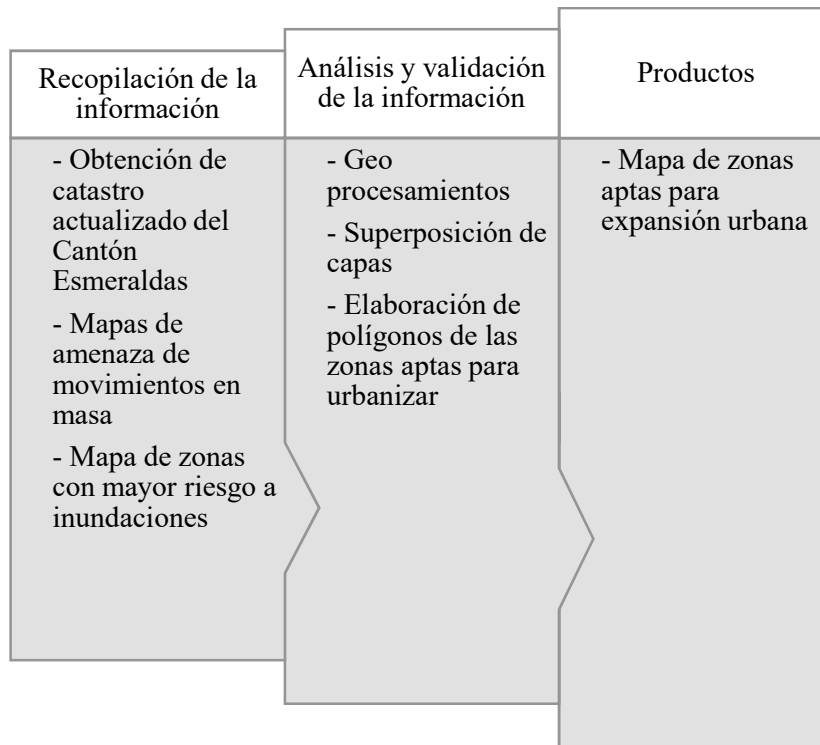 Recopilación de la
información
- Obtención de
catastro
actualizado del
Cantón
Esmeraldas
- Mapas de
amenaza de
movimientos en
masa
- Mapa de zonas
con mayor riesgo a
inundaciones
Análisis y validación
de la información
- Geo
procesamientos
- Superposición de
capas
- Elaboración de
polígonos de las
zonas aptas para
urbanizar
Productos
- Mapa de zonas
aptas para
expansión urbana